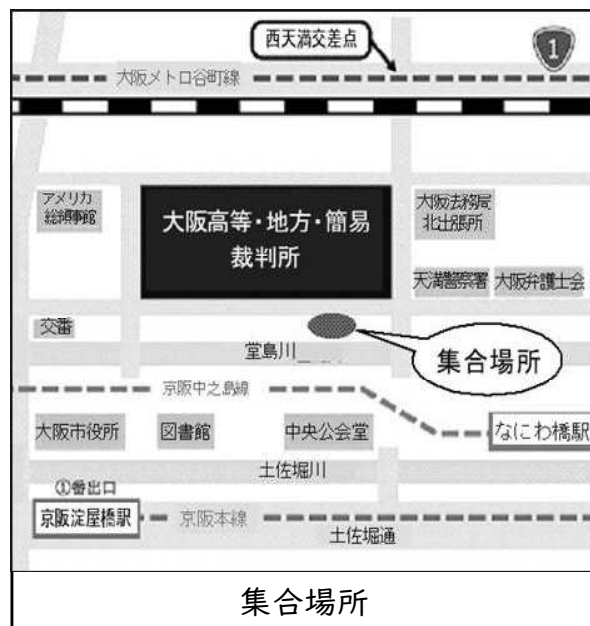 西天満交差点
1
大阪メトロ谷町線
アメリカ
総領事館
大阪高等・地方・簡易
裁判所
大阪法務局
北出張所
天満警察署
大阪弁護士会
交番
堂島川
集合場所
京阪中之島線
大阪市役所
図書館
中央公会堂
なにわ橋駅
土佐堀川
①番出口
京阪淀屋橋駅
京阪本線
土佐堀通
集合場所